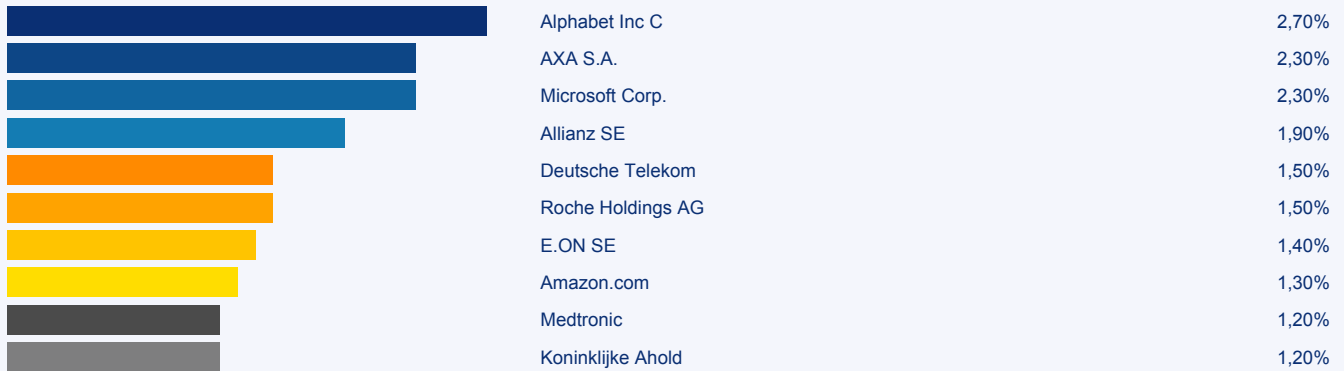 Alphabet Inc C 2,70%
AXA S.A. 2,30%
Microsoft Corp. 2,30%
Allianz SE 1,90%
Deutsche Telekom 1,50%
Roche Holdings AG 1,50%
E.ON SE 1,40%
Amazon.com 1,30%
Medtronic 1,20%
Koninklijke Ahold 1,20%